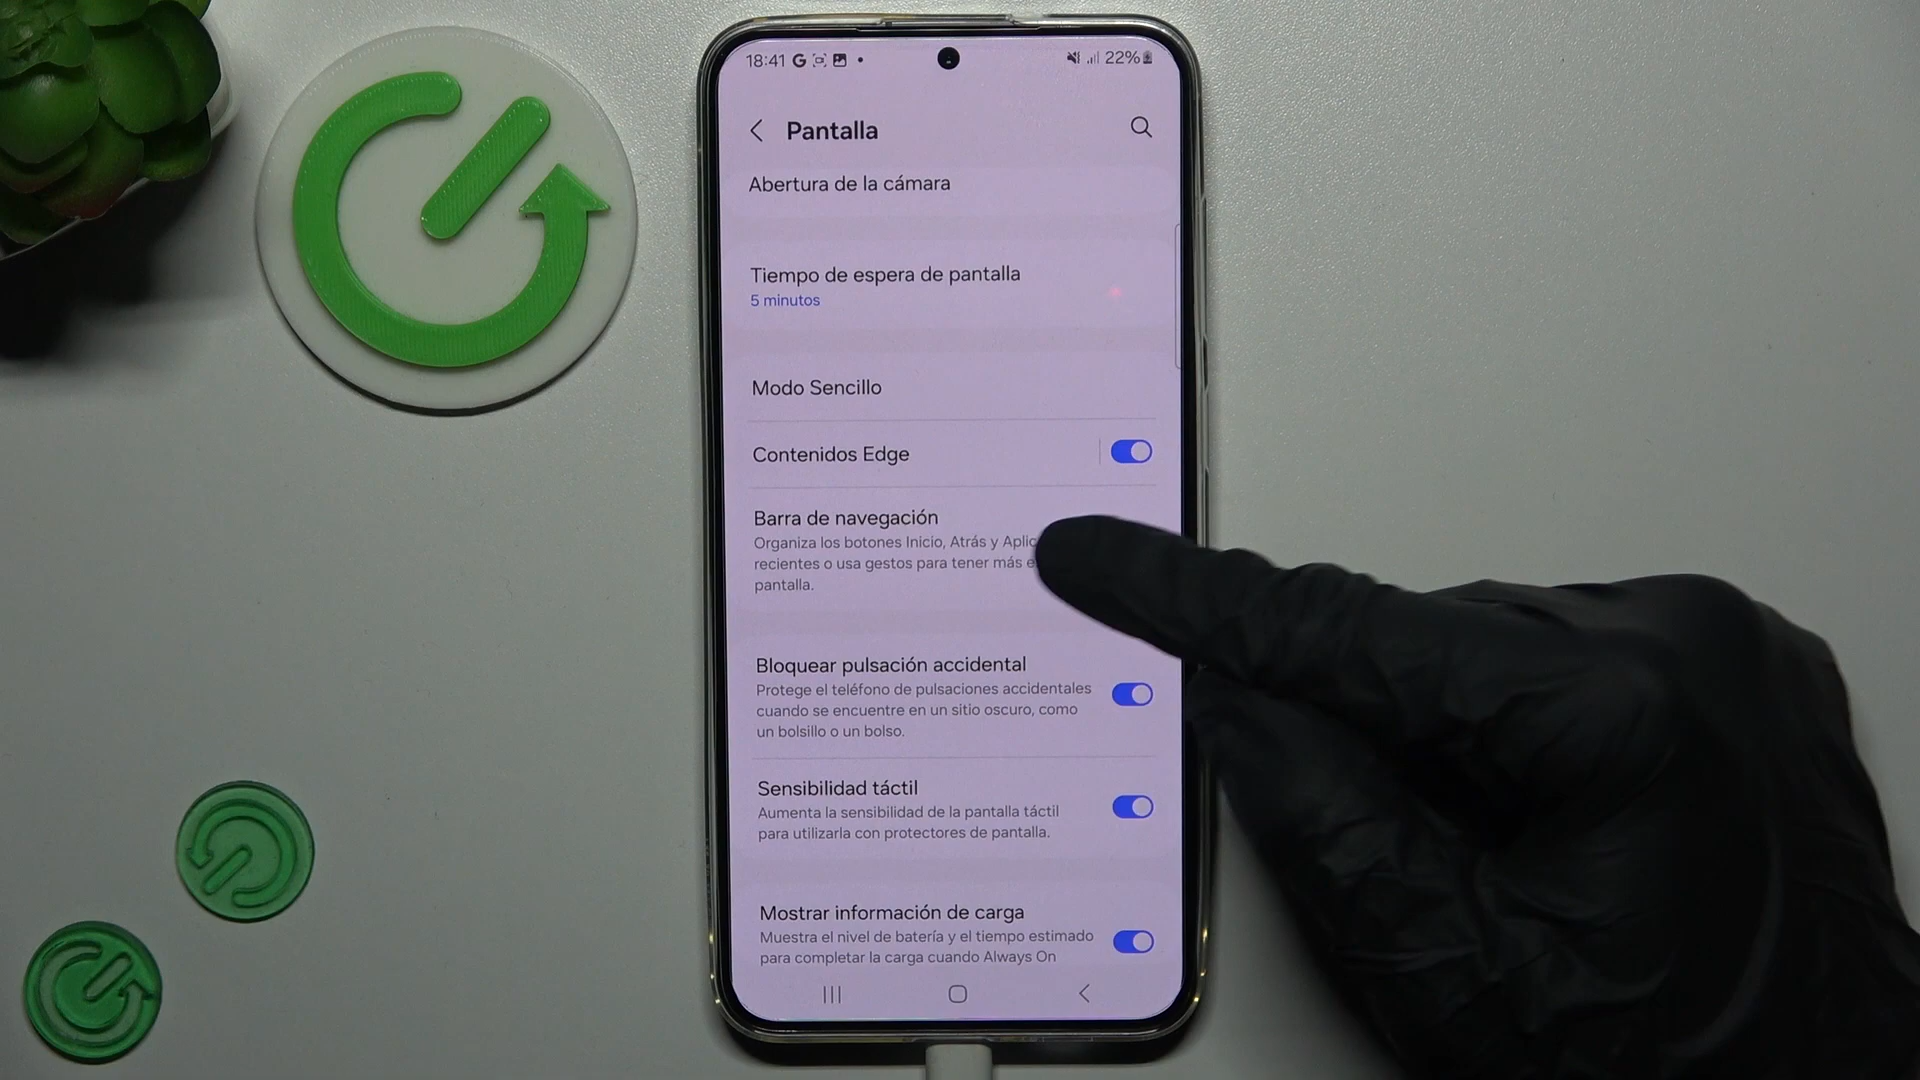 18:41 G 22%
Pantalla
Abertura de la cámara
Tiempo de espera de pantalla
5 minutos
Modo Sencillo
Contenidos Edge
Barra de navegación
Organiza los botones Inicio, Atrás y
recientes o usa gestos para tener más
pantalla.
Bloquear pulsación accidental
Protege el teléfono de pulsaciones accidentales
cuando se encuentre en un sitio oscuro, como
un bolsillo o un bolso.
Sensibilidad táctil
Aumenta la sensibilidad de la pantalla táctil
para utilizarla con protectores de pantalla.
Mostrar información de carga
Muestra el nivel de batería y el tiempo estimado
para completar la carga cuando Always On